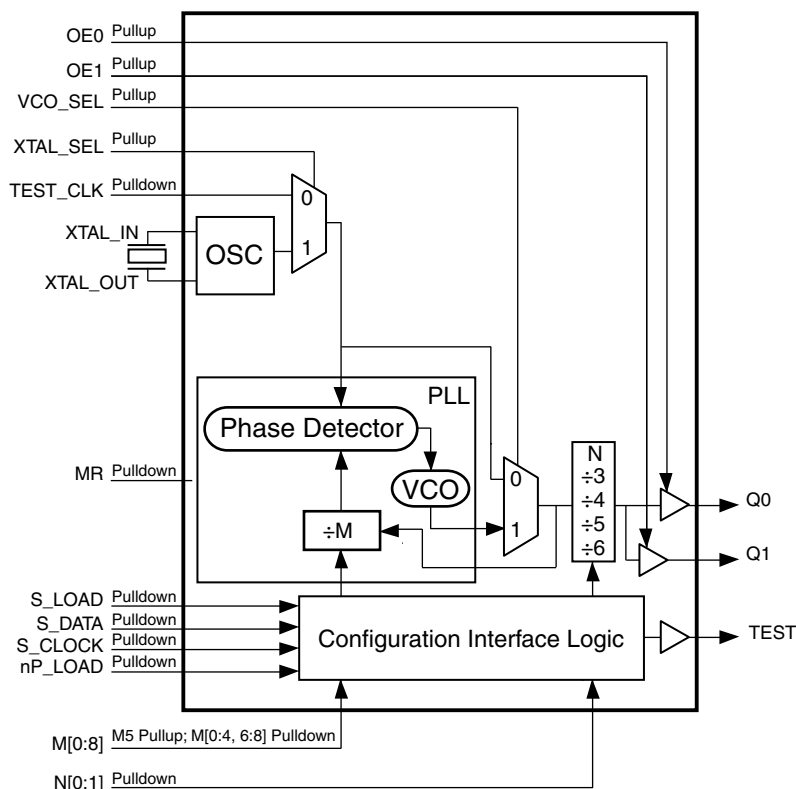 OE0 Pullup
OE1 Pullup
VCO_SEL Pullup
XTAL_SEL Pullup
TEST_CLK Pulldown
0
XTAL_IN
OSC
1
XTAL_OUT
PLL
Phase Detector
MR Pulldown
VCO
0
N
÷3
÷4
÷5
÷6
Q0
÷M
1
Q1
S_LOAD Pulldown
S_DATA Pulldown
S_CLOCK Pulldown
nP_LOAD Pulldown
Configuration Interface Logic
TEST
M[0:8] M5 Pullup; M[0:4, 6:8] Pulldown
N[0:1] Pulldown